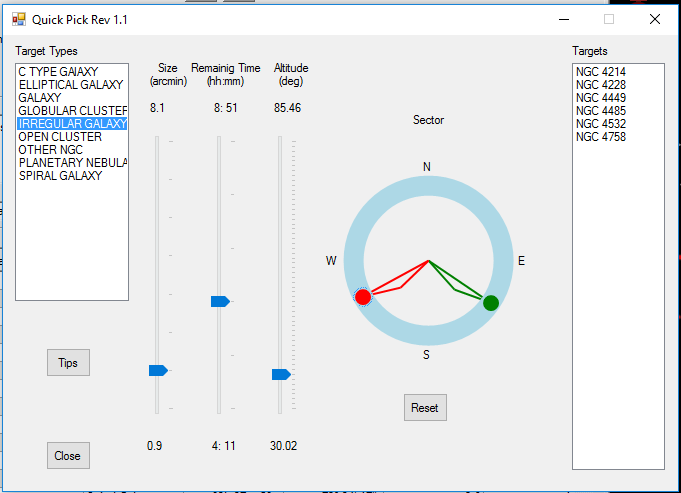 Quick Pick Rev 1.1
Target Types
C TYPE GAlAXY
ELLIPTICAL GALAXY
GALAXY
GLOBULAR CLUSTER
IRREGULAR GALAXY
OPEN CLUSTER
OTHER NGC
PLANETARY NEBULA
SPIRAL GALAXY
Tips
Close
Size
(arcmin)
8.1
0.9
Remainig Time
(hh:mm)
8: 51
4: 11
Altitude
(deg)
85.46
30.02
Sector
N
W
E
S
Reset
Targets
NGC 4214
NGC 4228
NGC 4449
NGC 4485
NGC 4532
NGC 4758